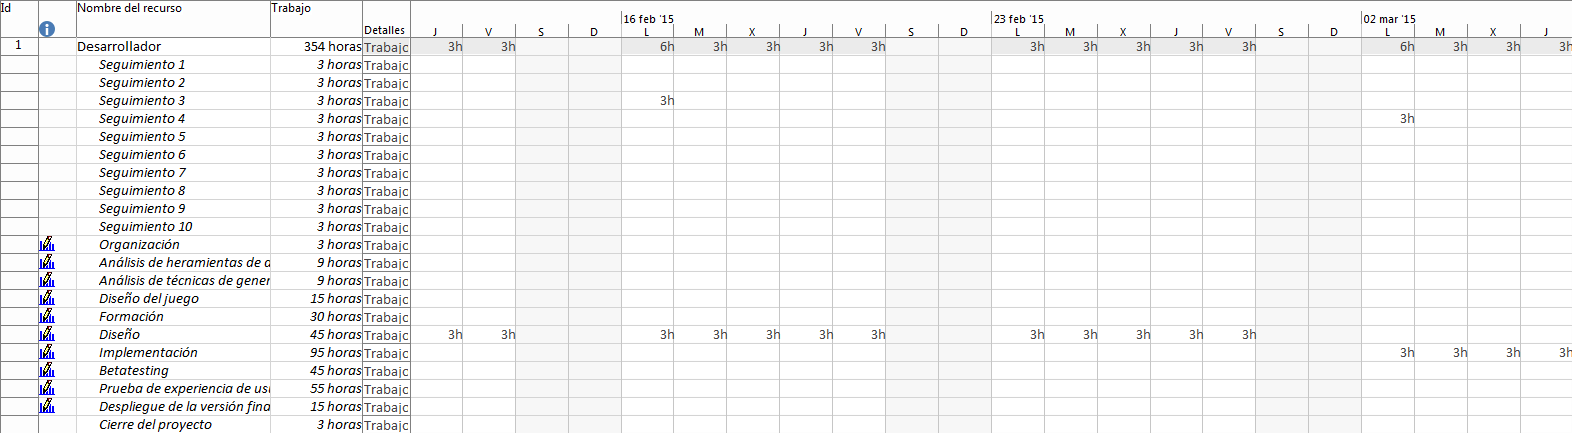 Id Nombre del recurso Trabajo Detalles 16 feb '15 23 feb '15 02 mar '15
J V S D L M X J V S D L M X J V S D L M X J
1 Desarrollador 354 horas Trabajc 3h 3h 6h 3h 3h 3h 3h 3h 3h 3h 3h 3h 6h 3h 3h 3h
Seguimiento 1 3 horas Trabajc
Seguimiento 2 3 horas Trabajc
Seguimiento 3 3 horas Trabajc 3h
Seguimiento 4 3 horas Trabajc 3h
Seguimiento 5 3 horas Trabajc
Seguimiento 6 3 horas Trabajc
Seguimiento 7 3 horas Trabajc
Seguimiento 8 3 horas Trabajc
Seguimiento 9 3 horas Trabajc
Seguimiento 10 3 horas Trabajc
Organización 3 horas Trabajc
Análisis de heramientas de a 9 horas Trabajc
Análisis de técnicas de gener 9 horas Trabajc
Diseño del juego 15 horas Trabajc
Formación 30 horas Trabajc
Diseño 45 horas Trabajc 3h 3h 3h 3h 3h 3h 3h 3h 3h 3h 3h 3h
Implementación 95 horas Trabajc 3h 3h 3h 3h
Betatesting 45 horas Trabajc
Prueba de experiencia de usu 55 horas Trabajc
Despliegue de la versión fina 15 horas Trabajc
Cierre del proyecto 3 horas Trabajc